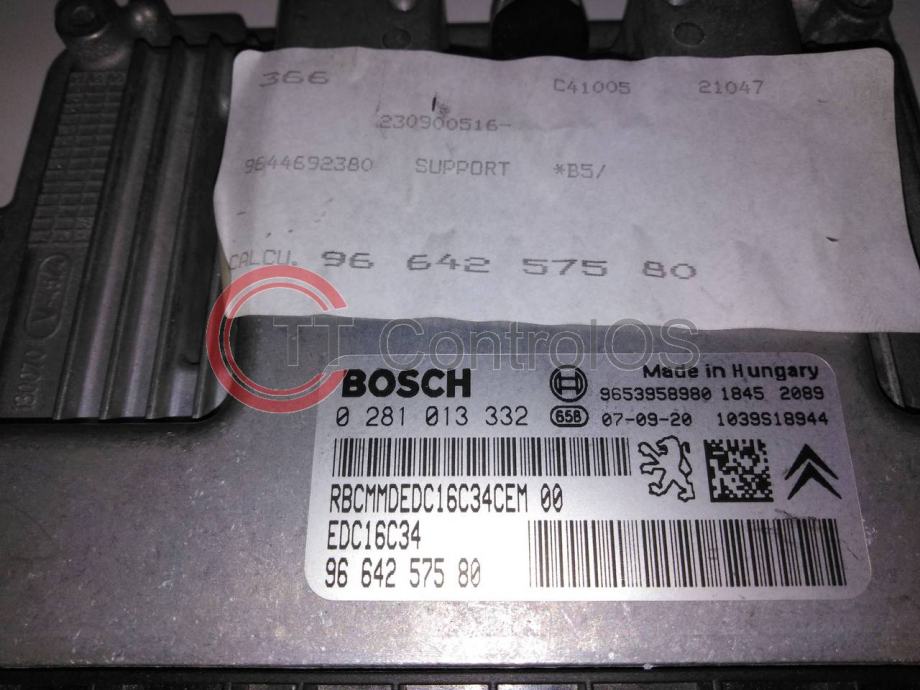 366 C41005 21047
230900516-
9644692380 SUPPORT *B5/
CALCU. 96 642 575 80
TT ControlOS
BOSCH Made in Hungary
9653958980 1845 2089
0 281 013 332 65B 07-09-20 1039S18944
RBCMMDEDC16C34CEM 00
EDC16C34
96 642 575 80